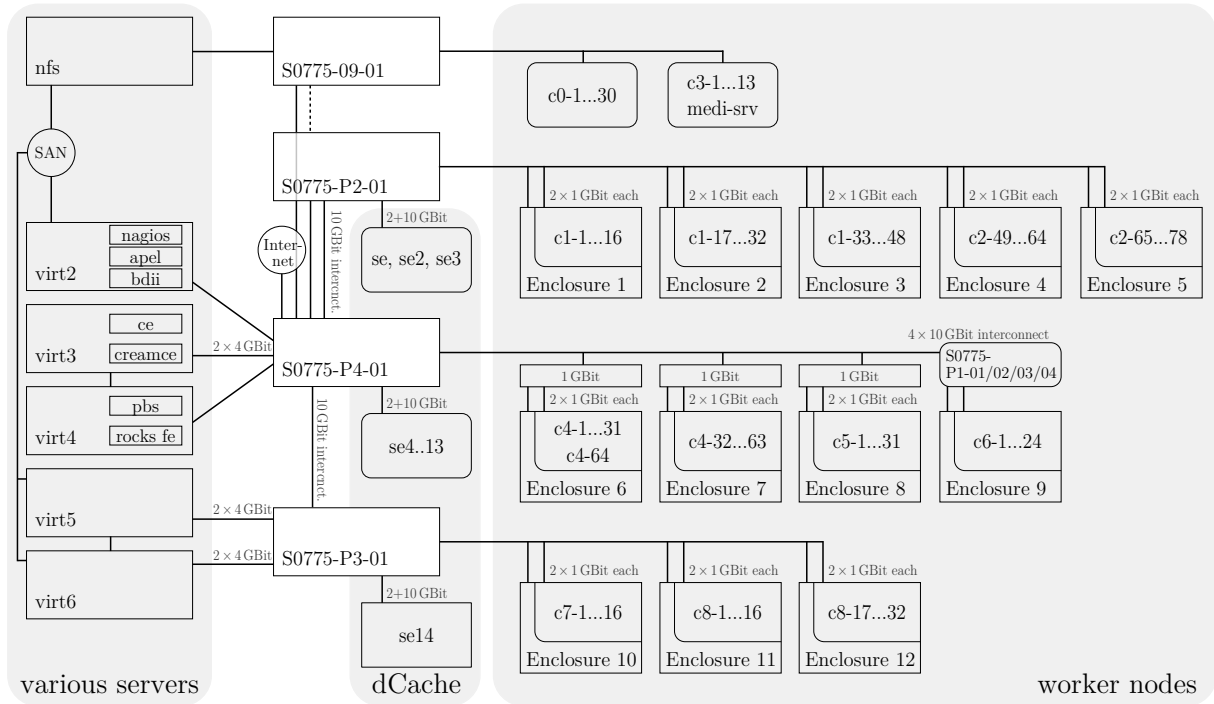 nfs
SAN
nagios
apel
bdii
virt2
ce
creamce
virt3
pbs
rocks fe
virt4
virt5
virt6
various servers
S0775-09-01
S0775-P2-01
10 GBit intercnct.
Inter-
net
2 × 4 GBit
S0775-P4-01
10 GBit intercnct.
2 × 4 GBit
2 × 4 GBit
S0775-P3-01
2+10 GBit
se, se2, se3
2+10 GBit
se4..13
2+10 GBit
se14
dCache
c0-1...30
c3-1...13
medi-srv
2 × 1 GBit each
c1-1...16
Enclosure 1
2 × 1 GBit each
c1-17...32
Enclosure 2
2 × 1 GBit each
c1-33...48
Enclosure 3
2 × 1 GBit each
c2-49...64
Enclosure 4
2 × 1 GBit each
c2-65...78
Enclosure 5
1 GBit
2 × 1 GBit each
c4-1...31
c4-64
Enclosure 6
1 GBit
2 × 1 GBit each
c4-32...63
Enclosure 7
1 GBit
2 × 1 GBit each
c5-1...31
Enclosure 8
4 × 10 GBit interconnect
S0775-
P1-01/02/03/04
c6-1...24
Enclosure 9
2 × 1 GBit each
c7-1...16
Enclosure 10
2 × 1 GBit each
c8-1...16
Enclosure 11
2 × 1 GBit each
c8-17...32
Enclosure 12
worker nodes